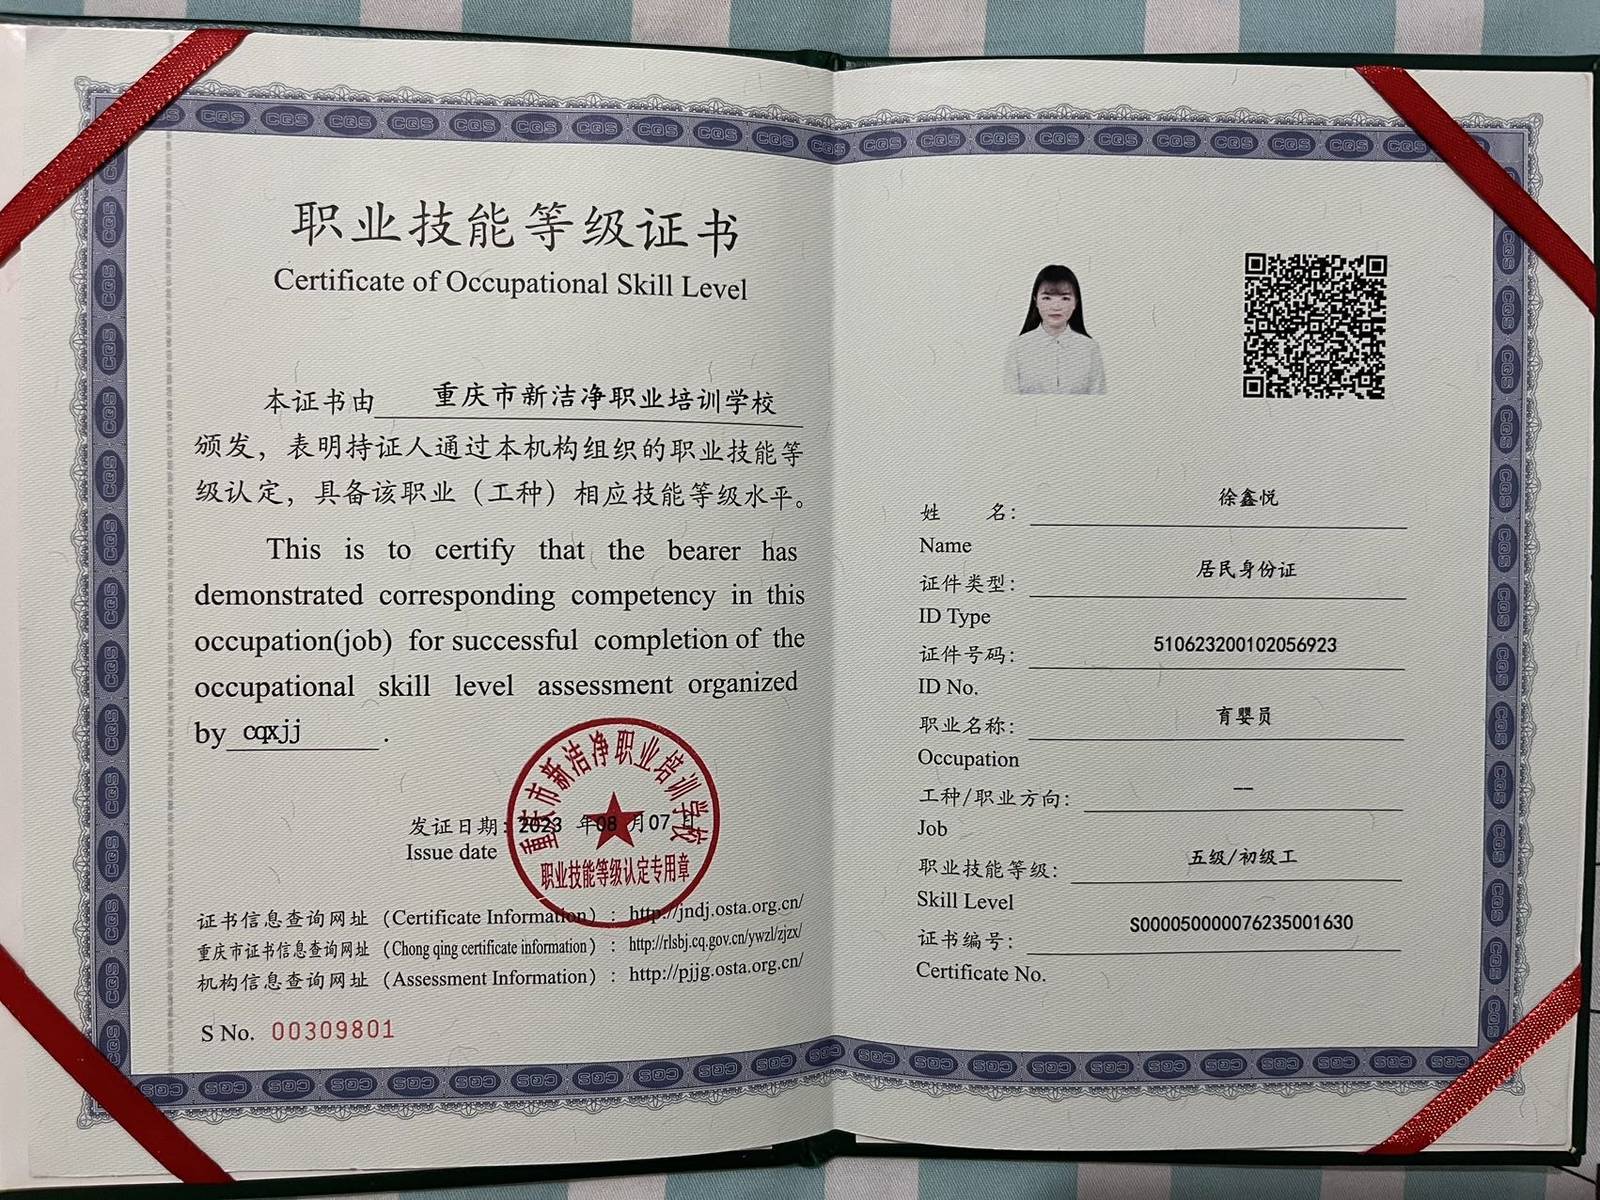 职业技能等级证书
Certificate of Occupational Skill Level
本证书由 重庆市新洁净职业培训学校
颁发，表明持证人通过本机构组织的职业技能等
级认定，具备该职业（工种）相应技能等级水平。
This is to certify that the bearer has
demonstrated corresponding competency in this
occupation(job) for successful completion of the
occupational skill level assessment organized
by cqxjj .
重庆市新洁净职业培训学校
发证日期：2023 年08 月07 日
Issue date
职业技能等级认定专用章
证书信息查询网址（Certificate Information）：http://jndj.osta.org.cn/
重庆市证书信息查询网址（Chong qing certificate information）：http://rlsbj.cq.gov.cn/ywzl/zjzx/
机构信息查询网址（Assessment Information）：http://pjjg.osta.org.cn/
S No. 00309801
姓 名： 徐鑫悦
Name
证件类型： 居民身份证
ID Type
证件号码： 510623200102056923
ID No.
职业名称： 育婴员
Occupation
工种/职业方向： --
Job
职业技能等级： 五级/初级工
Skill Level
证书编号： S000050000076235001630
Certificate No.